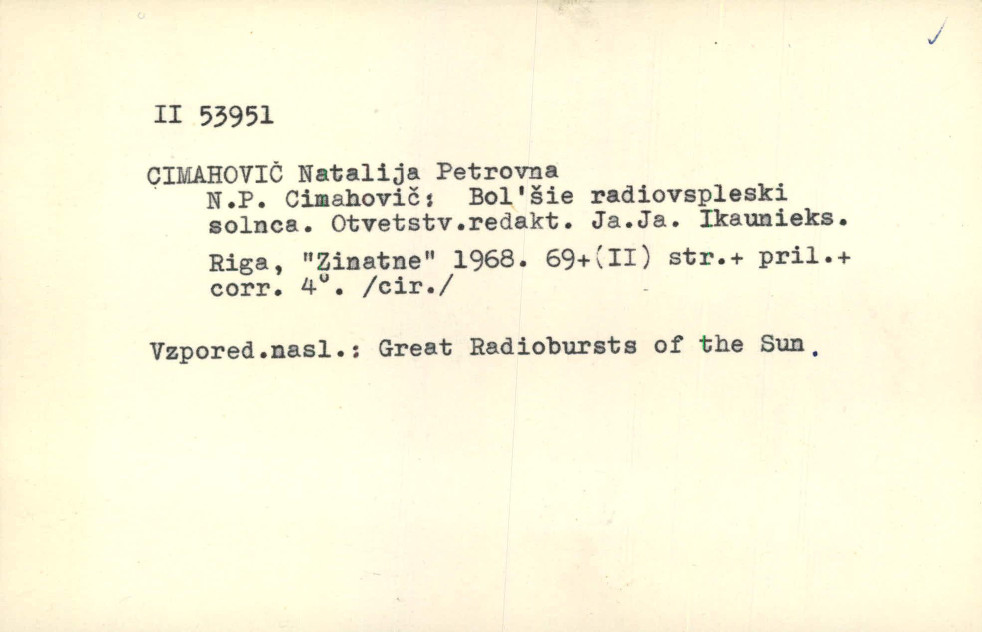 II 53951
CIMAHOVIČ Natalija Petrovna
N.P. Cimahovič: Bol'šie radiovspleski
solnca. Otvetstv.redakt. Ja.Ja. Ikaunieks.
Riga, "Zinatne" 1968. 69+(II) str.+ pril.+
corr. 4°. /cir./
Vzpored.nasl.: Great Radiobursts of the Sun.